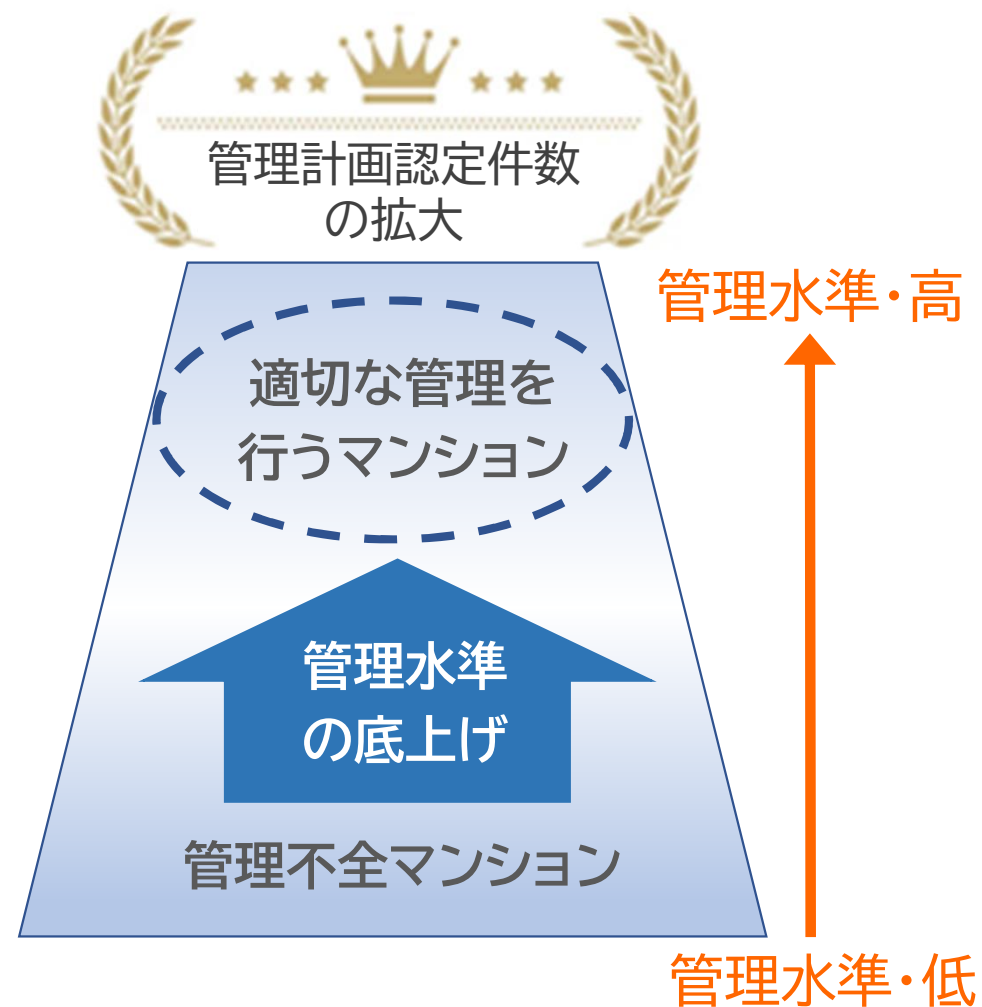 管理計画認定件数
の拡大
管理水準・高
適切な管理を
行うマンション
管理水準
の底上げ
管理不全マンション
管理水準・低